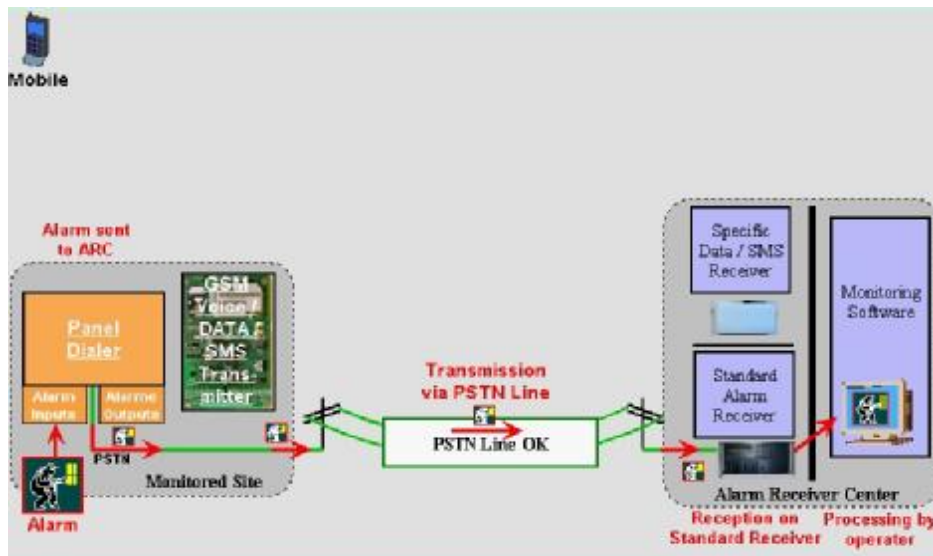 Mobile
Alarm sent
to ARC
Panel
Dialer
Alarm
Inputs
Alarme
Outputs
GSM
Voice /
DATA /
SMS
Trans-
mitter
PSTN
Monitored Site
Alarm
Transmission
via PSTN Line
PSTN Line OK
Specific
Data / SMS
Receiver
Standard
Alarm
Receiver
Monitoring
Software
Alarm Receiver Center
Reception on
Standard Receiver
Processing by
operater